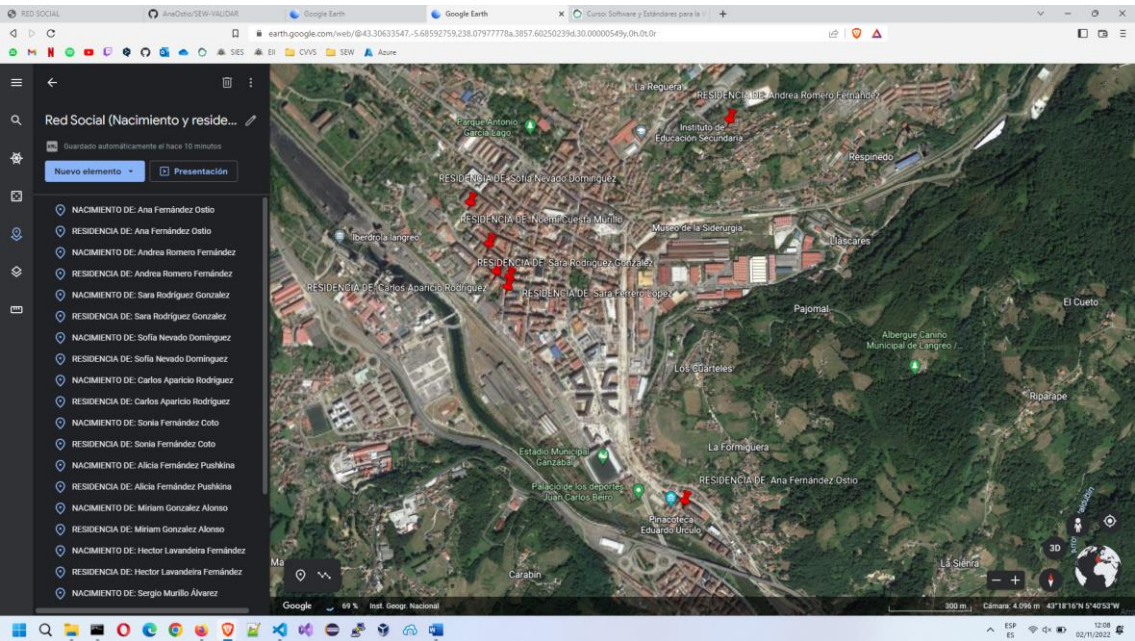 RED SOCIAL
AnaOstio/SEW-VALIDAR
Google Earth
Google Earth
Curso: Software y Estándares para la
earth.google.com/web/@43.30633547,-5.68592759,238.07977778a,3857.60250239d,30.00000549y,0h,0t,0r
SIES
EII
CVVS
SEW
Azure
Red Social (Nacimiento y reside...
Guardado automáticamente el hace 10 minutos
Nuevo elemento
Presentación
NACIMIENTO DE: Ana Fernández Ostio
RESIDENCIA DE: Ana Fernández Ostio
NACIMIENTO DE: Andrea Romero Fernández
RESIDENCIA DE: Andrea Romero Fernández
NACIMIENTO DE: Sara Rodríguez Gonzalez
RESIDENCIA DE: Sara Rodríguez Gonzalez
NACIMIENTO DE: Sofía Nevado Domínguez
RESIDENCIA DE: Sofía Nevado Domínguez
NACIMIENTO DE: Carlos Aparicio Rodríguez
RESIDENCIA DE: Carlos Aparicio Rodríguez
NACIMIENTO DE: Sonia Fernández Coto
RESIDENCIA DE: Sonia Fernández Coto
NACIMIENTO DE: Alicia Fernández Pushkina
RESIDENCIA DE: Alicia Fernández Pushkina
NACIMIENTO DE: Miriam Gonzalez Alonso
RESIDENCIA DE: Miriam Gonzalez Alonso
NACIMIENTO DE: Hector Lavandeira Fernández
RESIDENCIA DE: Hector Lavandeira Fernández
NACIMIENTO DE: Sergio Murillo Álvarez
La Reguera
RESIDENCIA DE: Andrea Romero Fernández
Parque Antonio
García Lago
Instituto de
Educación Secundaria
Respinedo
RESIDENCIA DE: Sofía Nevado Domínguez
RESIDENCIA DE: Noemí Cuesta Murillo
Museo de la Siderurgia
Iberdrola langreo
Llascares
RESIDENCIA DE: Sara Rodríguez Gonzalez
RESIDENCIA DE: Carlos Aparicio Rodríguez
RESIDENCIA DE: Sara Ferrero López
Pajomal
El Cueto
Albergue Canino
Municipal de Langreo /
Los Cuarteles
Riparape
La Formiguera
Estadio Municipal
Ganzábal
RESIDENCIA DE: Ana Fernández Ostio
Palacio de los deportes
Juan Carlos Beiro
Pinacoteca
Eduardo Úrculo
3D
La Sienra
Carabin
Google
69 %
Inst. Geogr. Nacional
300 m
Cámara: 4.096 m
43°18'16"N 5°40'53"W
ESP
ES
12:08
02/11/2022